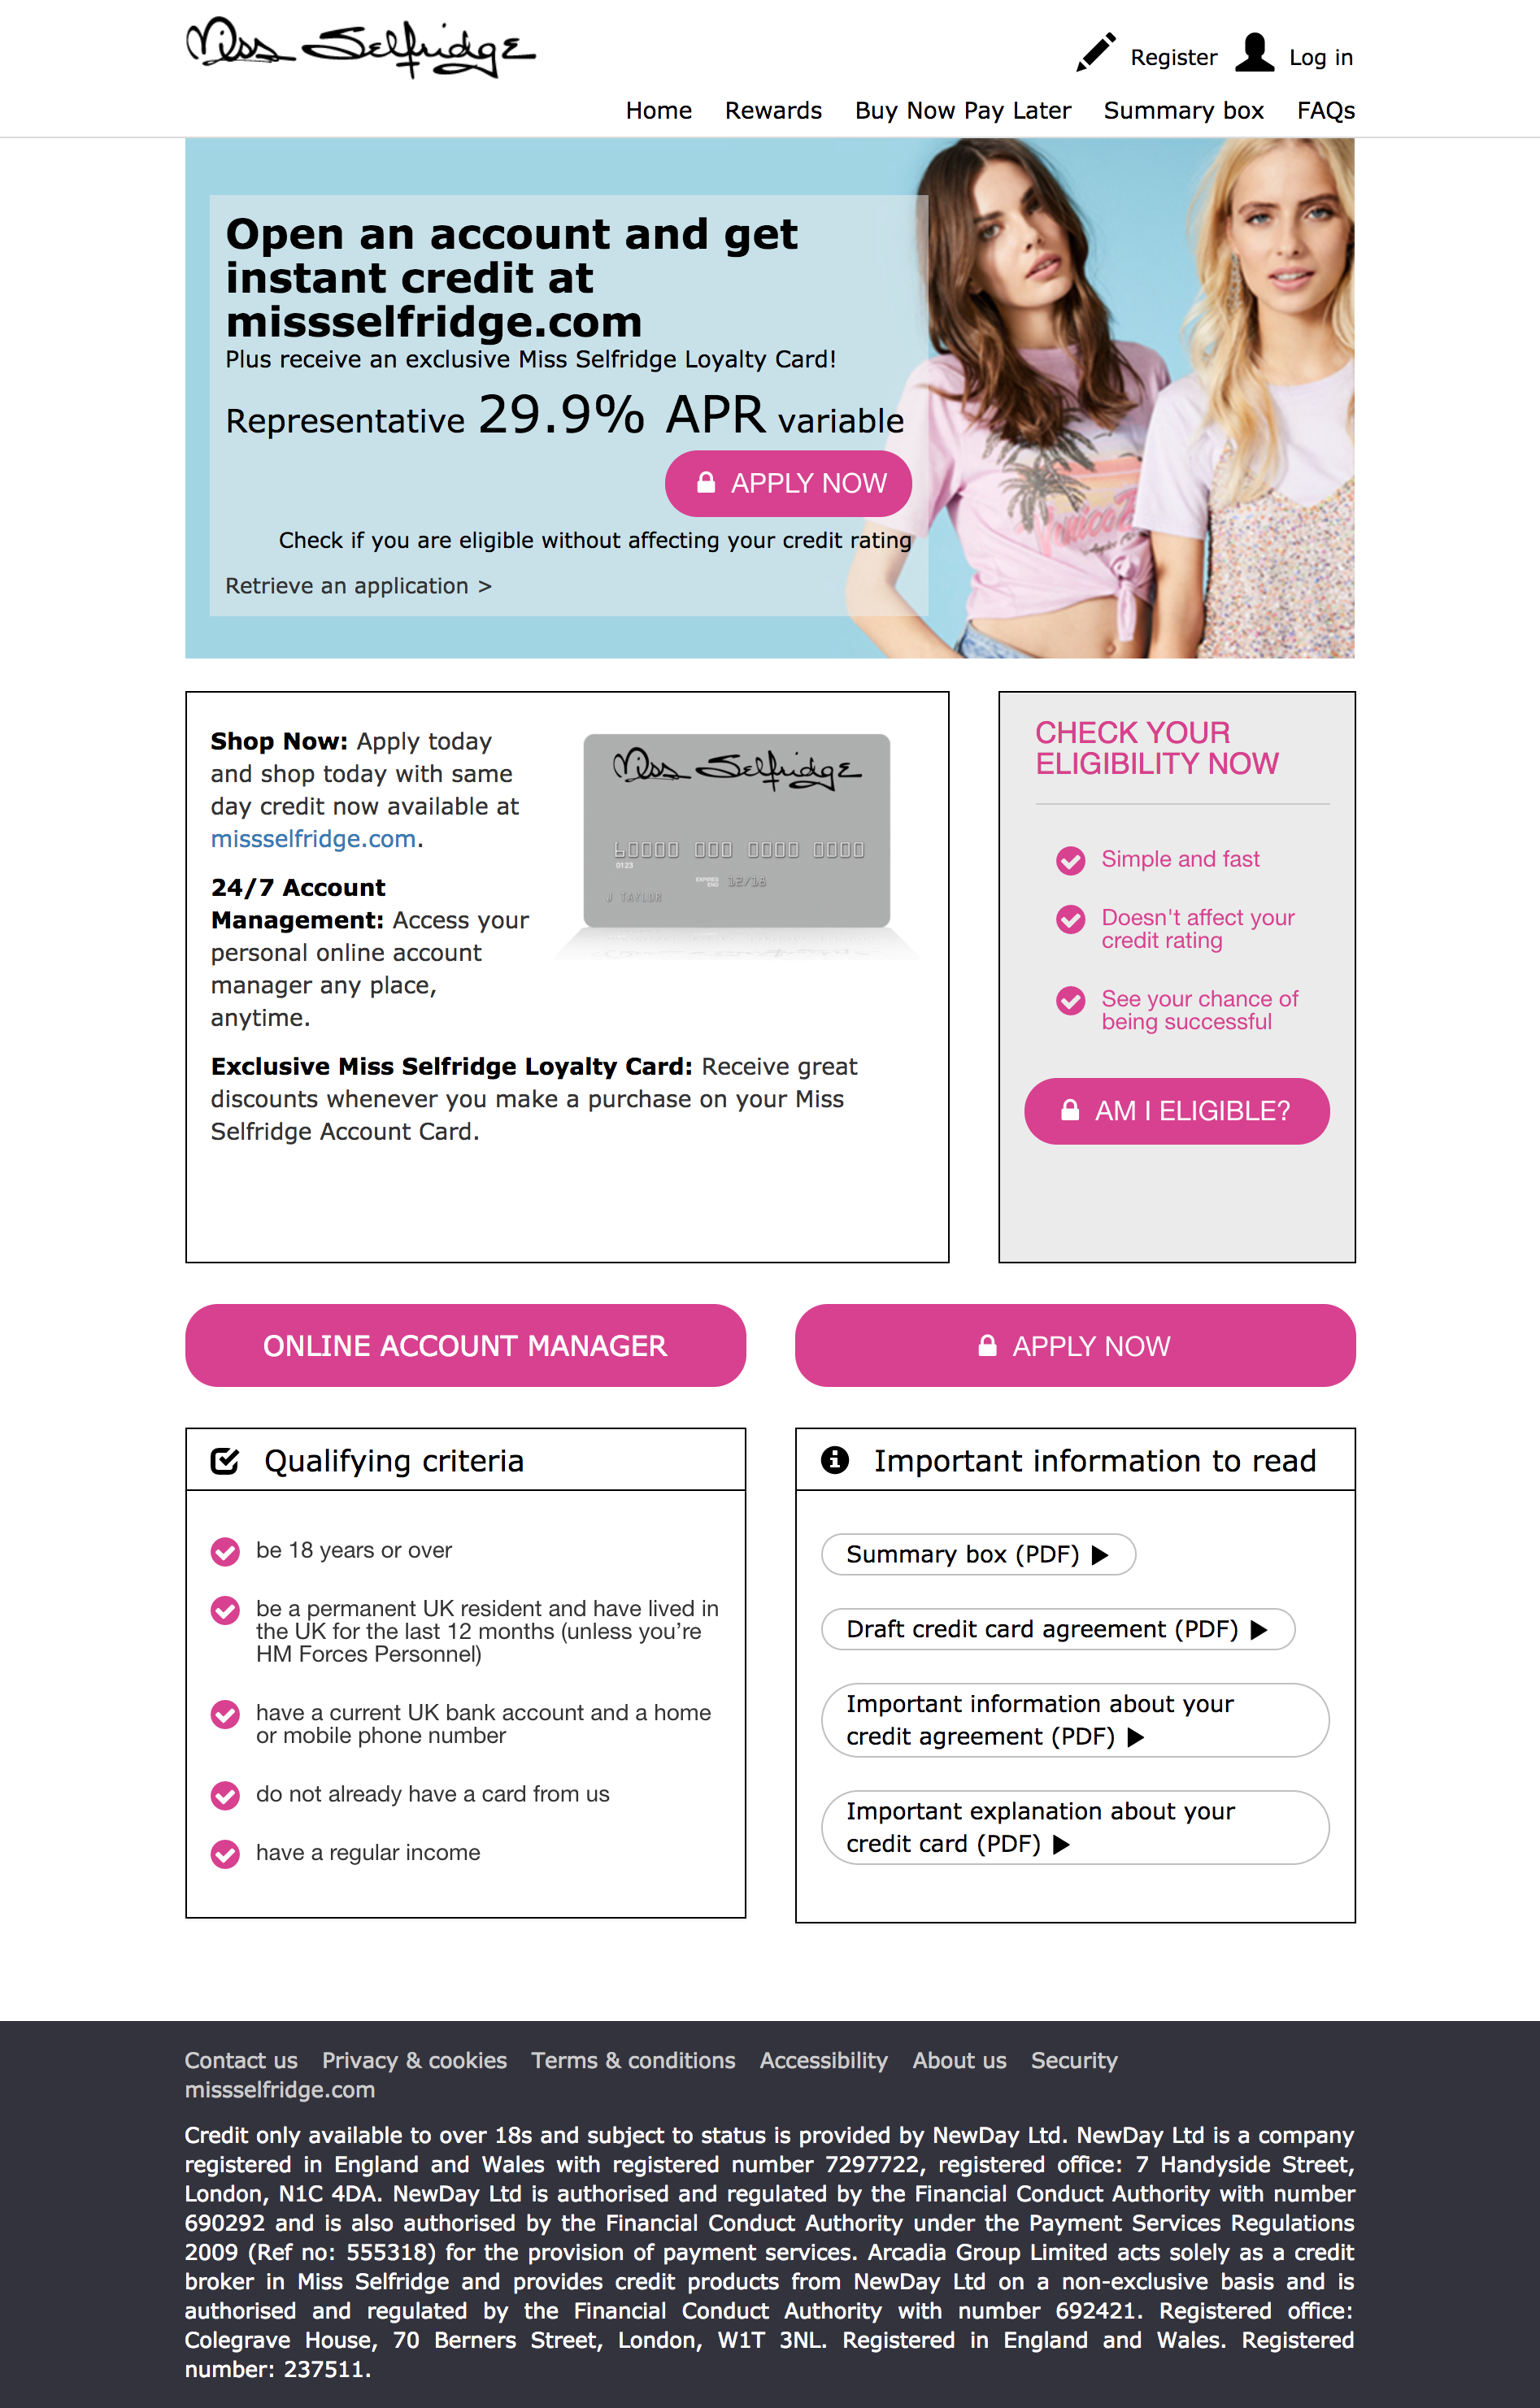 Miss Selfridge
Register
Log in
Home
Rewards
Buy Now Pay Later
Summary box
FAQs
Open an account and get
instant credit at
missselfridge.com
Plus receive an exclusive Miss Selfridge Loyalty Card!
Representative 29.9% APR variable
APPLY NOW
Check if you are eligible without affecting your credit rating
Retrieve an application >
Shop Now: Apply today
and shop today with same
day credit now available at
missselfridge.com.
24/7 Account
Management: Access your
personal online account
manager any place,
anytime.
Exclusive Miss Selfridge Loyalty Card: Receive great
discounts whenever you make a purchase on your Miss
Selfridge Account Card.
Miss Selfridge
60000 000 0000 0000
0123
EXPIRES
END
12/16
W TAYLOR
CHECK YOUR
ELIGIBILITY NOW
Simple and fast
Doesn't affect your
credit rating
See your chance of
being successful
AM I ELIGIBLE?
ONLINE ACCOUNT MANAGER
APPLY NOW
Qualifying criteria
be 18 years or over
be a permanent UK resident and have lived in
the UK for the last 12 months (unless you’re
HM Forces Personnel)
have a current UK bank account and a home
or mobile phone number
do not already have a card from us
have a regular income
Important information to read
Summary box (PDF) ▶
Draft credit card agreement (PDF) ▶
Important information about your
credit agreement (PDF) ▶
Important explanation about your
credit card (PDF) ▶
Contact us Privacy & cookies Terms & conditions Accessibility About us Security
missselfridge.com
Credit only available to over 18s and subject to status is provided by NewDay Ltd. NewDay Ltd is a company
registered in England and Wales with registered number 7297722, registered office: 7 Handyside Street,
London, N1C 4DA. NewDay Ltd is authorised and regulated by the Financial Conduct Authority with number
690292 and is also authorised by the Financial Conduct Authority under the Payment Services Regulations
2009 (Ref no: 555318) for the provision of payment services. Arcadia Group Limited acts solely as a credit
broker in Miss Selfridge and provides credit products from NewDay Ltd on a non-exclusive basis and is
authorised and regulated by the Financial Conduct Authority with number 692421. Registered office:
Colegrave House, 70 Berners Street, London, W1T 3NL. Registered in England and Wales. Registered
number: 237511.